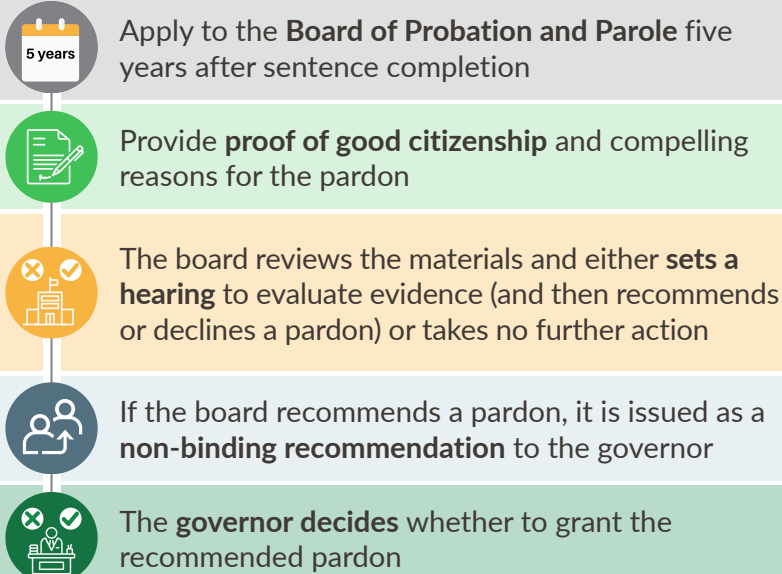 5 years
Apply to the Board of Probation and Parole five
years after sentence completion
Provide proof of good citizenship and compelling
reasons for the pardon
The board reviews the materials and either sets a
hearing to evaluate evidence (and then recommends
or declines a pardon) or takes no further action
If the board recommends a pardon, it is issued as a
non-binding recommendation to the governor
The governor decides whether to grant the
recommended pardon